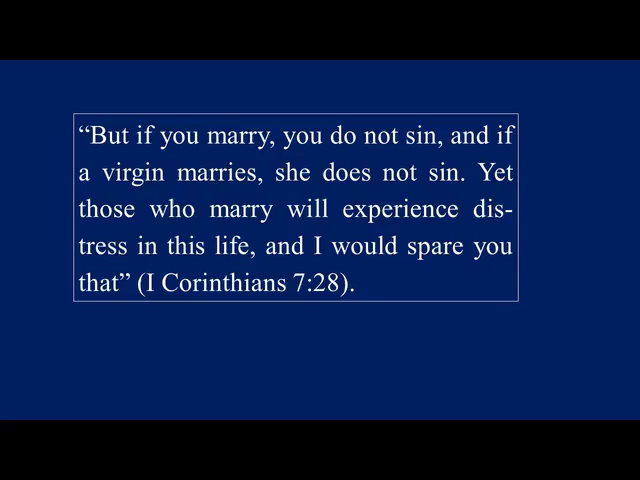 “But if you marry, you do not sin, and if
a virgin marries, she does not sin. Yet
those who marry will experience dis-
tress in this life, and I would spare you
that” (I Corinthians 7:28).